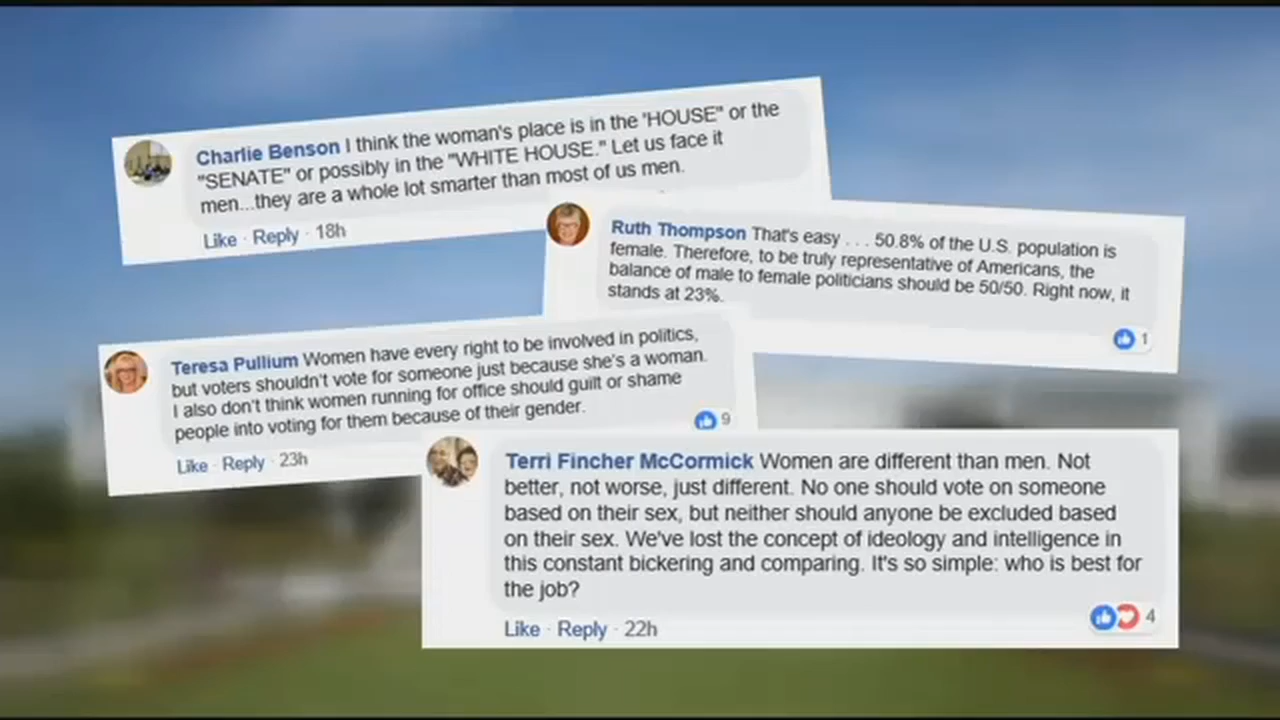 Charlie Benson I think the woman's place is in the "HOUSE" or the
"SENATE" or possibly in the "WHITE HOUSE." Let us face it
men...they are a whole lot smarter than most of us men.
Like · Reply · 18h
Ruth Thompson That's easy . . . 50.8% of the U.S. population is
female. Therefore, to be truly representative of Americans, the
balance of male to female politicians should be 50/50. Right now, it
stands at 23%.
1
Teresa Pullium Women have every right to be involved in politics,
but voters shouldn't vote for someone just because she's a woman.
I also don't think women running for office should guilt or shame
people into voting for them because of their gender.
9
Like · Reply · 23h
Terri Fincher McCormick Women are different than men. Not
better, not worse, just different. No one should vote on someone
based on their sex, but neither should anyone be excluded based
on their sex. We've lost the concept of ideology and intelligence in
this constant bickering and comparing. It's so simple: who is best for
the job?
4
Like · Reply · 22h